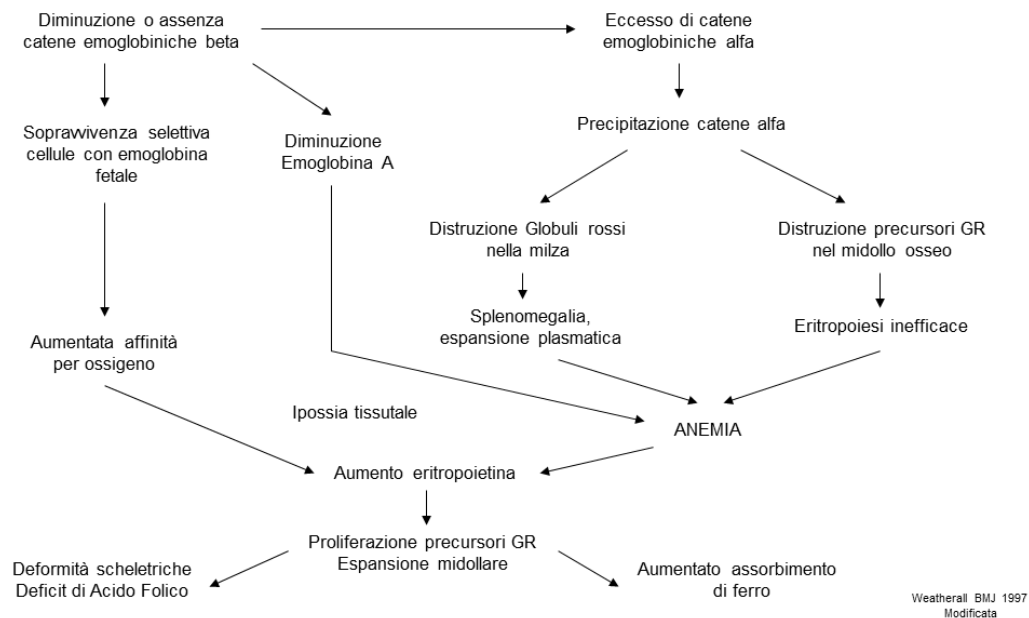 Diminuzione o assenza
catene emoglobiniche beta
Eccesso di catene
emoglobiniche alfa
Sopravvivenza selettiva
cellule con emoglobina
fetale
Diminuzione
Emoglobina A
Precipitazione catene alfa
Distruzione Globuli rossi
nella milza
Distruzione precursori GR
nel midollo osseo
Splenomegalia,
espansione plasmatica
Eritropoiesi inefficace
Aumentata affinità
per ossigeno
Ipossia tissutale
ANEMIA
Aumento eritropoietina
Proliferazione precursori GR
Espansione midollare
Deformità scheletriche
Deficit di Acido Folico
Aumentato assorbimento
di ferro
Weatherall BMJ 1997
Modificata